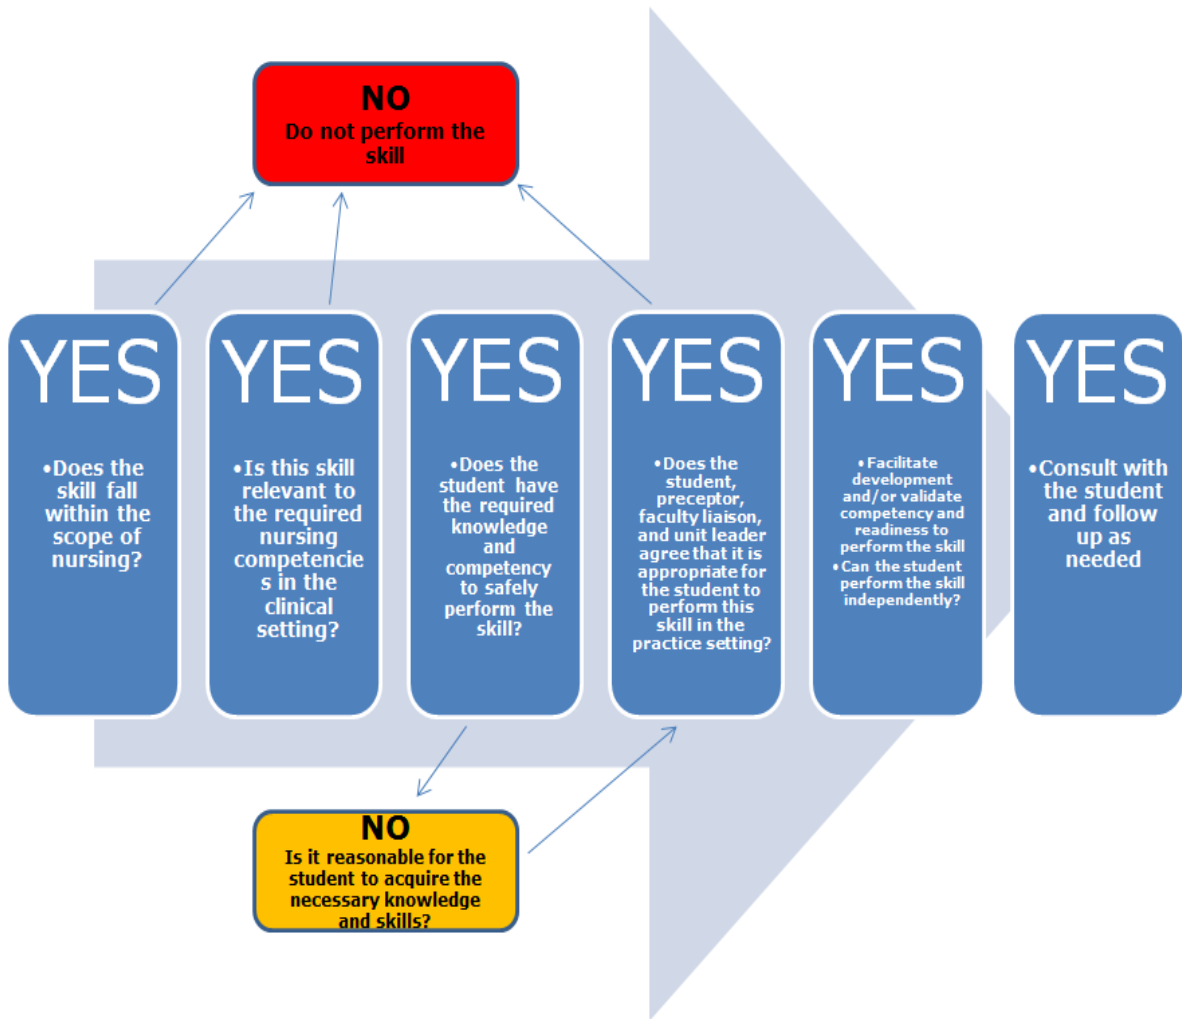 NO
Do not perform the
skill
YES
•Does the
skill fall
within the
scope of
nursing?
YES
•Is this skill
relevant to
the required
nursing
competencie
s in the
clinical
setting?
YES
•Does the
student have
the required
knowledge
and
competency
to safely
perform the
skill?
YES
•Does the
student,
preceptor,
faculty liaison,
and unit leader
agree that it is
appropriate for
the student to
perform this
skill in the
practice setting?
YES
•Facilitate
development
and/or validate
competency and
readiness to
perform the skill
•Can the student
perform the skill
independently?
YES
•Consult with
the student
and follow
up as
needed
NO
Is it reasonable for the
student to acquire the
necessary knowledge
and skills?